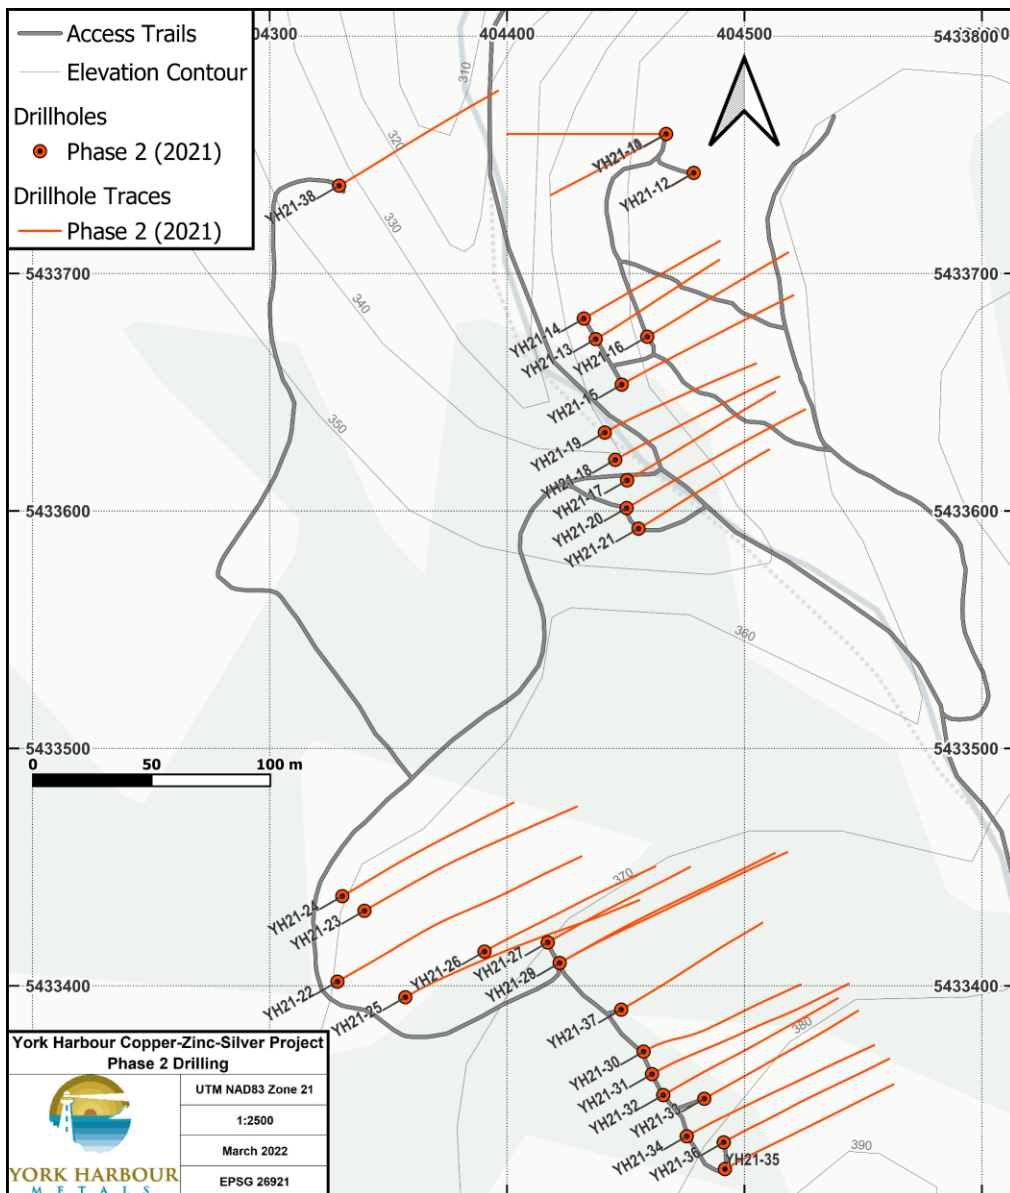 Access Trails
Elevation Contour
Drillholes
Phase 2 (2021)
Drillhole Traces
Phase 2 (2021)
404300
404400
404500
5433800
310
320
330
340
350
360
370
380
390
YH21-38
YH21-12
5433700
5433700
YH21-14
YH21-13
YH21-16
YH21-15
YH21-19
YH21-18
YH21-17
YH21-20
YH21-21
5433600
5433600
5433500
5433500
0 50 100 m
YH21-24
YH21-23
YH21-22
YH21-25
YH21-26
YH21-27
5433400
5433400
YH21-37
YH21-30
YH21-31
YH21-32
YH21-33
YH21-34
YH21-36
YH21-35
York Harbour Copper-Zinc-Silver Project
Phase 2 Drilling
UTM NAD83 Zone 21
1:2500
March 2022
EPSG 26921
YORK HARBOUR
METALS